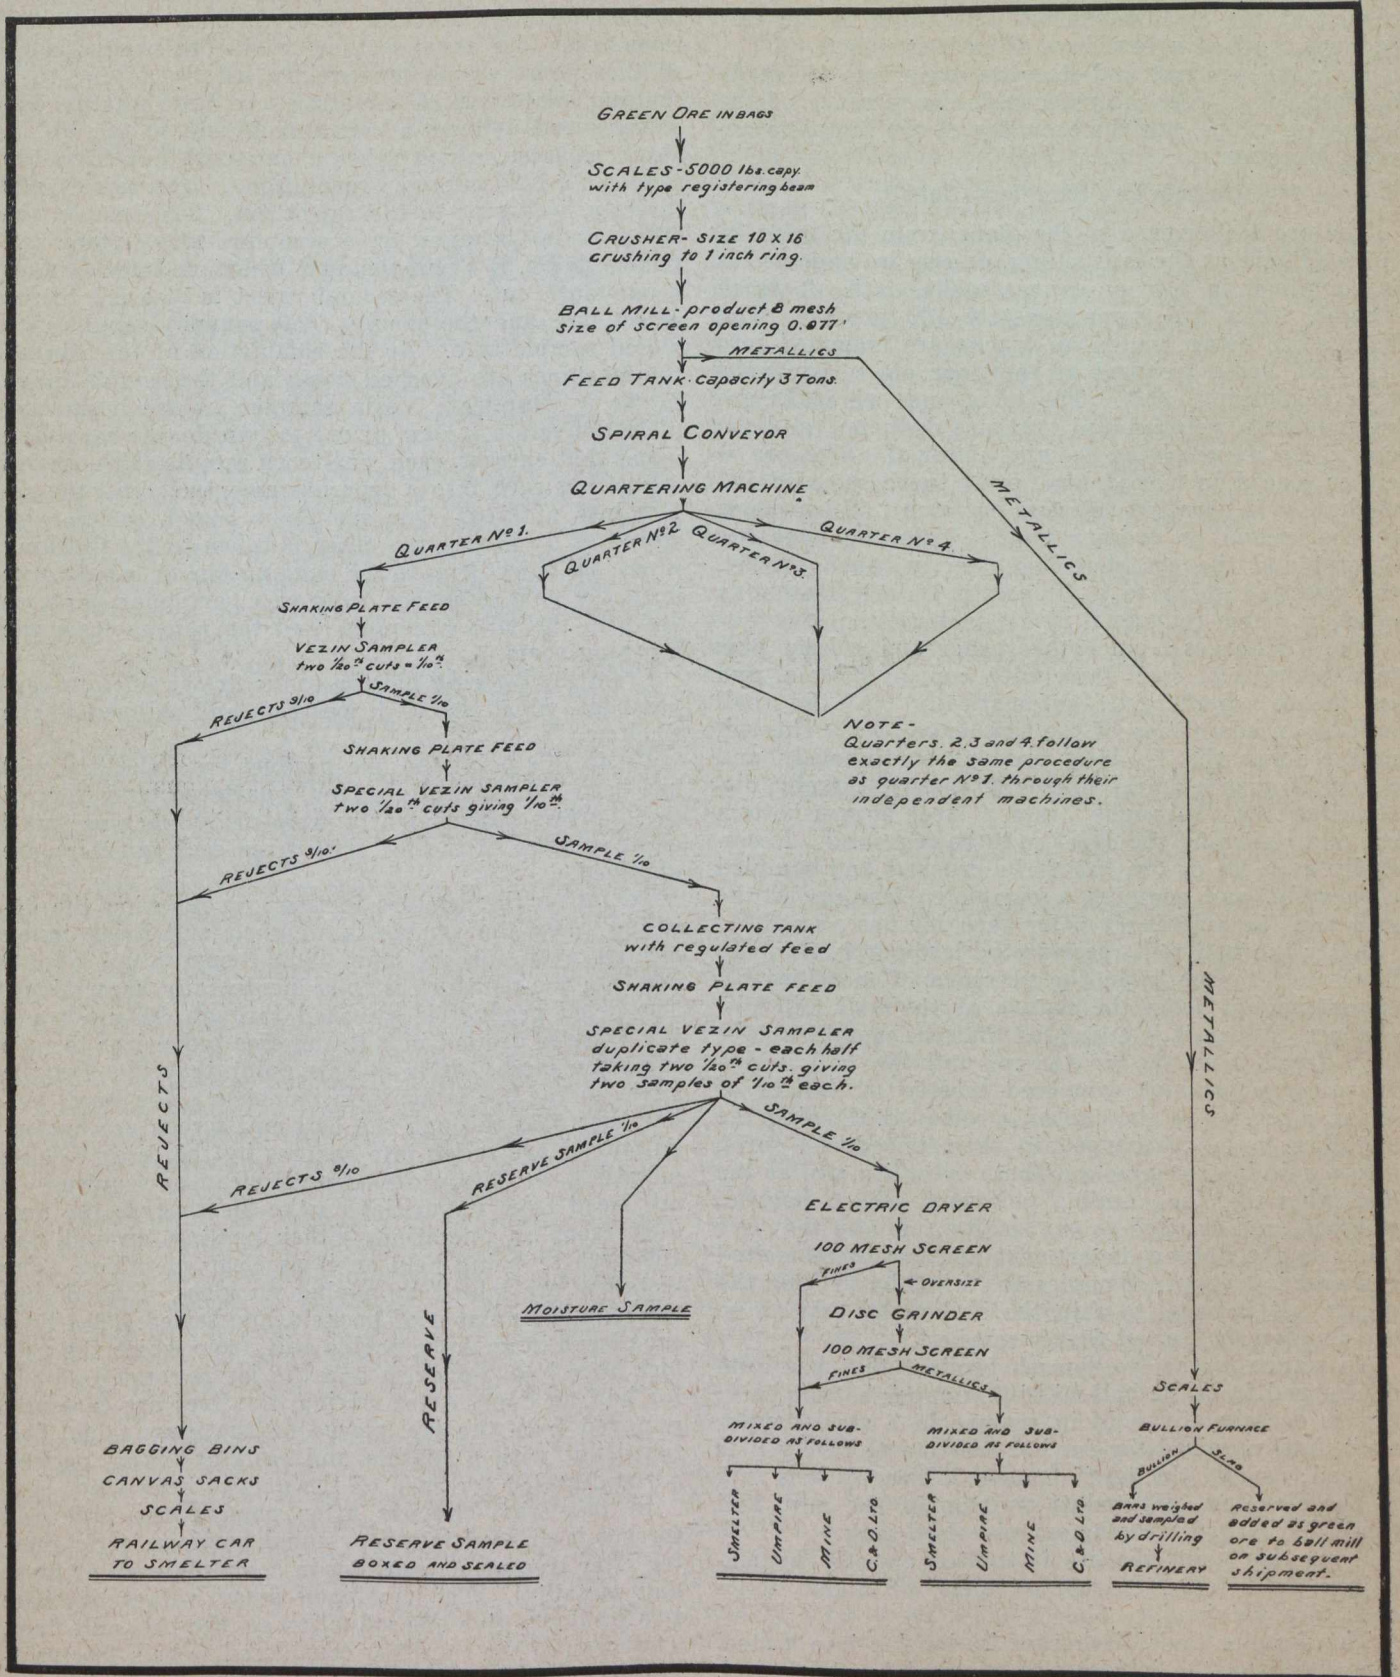 GREEN ORE IN BAGS
SCALES - 5000 lbs. capy.
with type registering beam
CRUSHER - SIZE 10 X 16
crushing to 1 inch ring.
BALL MILL - product 8 mesh
size of screen opening 0.077"
METALLICS
FEED TANK - capacity 3 Tons.
SPIRAL CONVEYOR
QUARTERING MACHINE
METALLICS
QUARTER Nº 1.
QUARTER Nº 2
QUARTER Nº 3.
QUARTER Nº 4.
SHAKING PLATE FEED
VEZIN SAMPLER
two 1/20th cuts = 1/10th
REJECTS 9/10
SAMPLE 1/10
SHAKING PLATE FEED
SPECIAL VEZIN SAMPLER
two 1/20th cuts giving 1/10th
NOTE -
Quarters. 2, 3 and 4. follow
exactly the same procedure
as quarter Nº 1. through their
independent machines.
REJECTS 9/10.
SAMPLE 1/10
COLLECTING TANK
with regulated feed
SHAKING PLATE FEED
SPECIAL VEZIN SAMPLER
duplicate type - each half
taking two 1/20th cuts. giving
two samples of 1/10th each.
METALLICS
REJECTS
REJECTS 8/10
RESERVE SAMPLE 1/10
SAMPLE 1/10
ELECTRIC DRYER
100 MESH SCREEN
FINES
OVERSIZE
MOISTURE SAMPLE
DISC GRINDER
100 MESH SCREEN
FINES
METALLICS
RESERVE
SCALES
BULLION FURNACE
BULLION
SLAG
MIXED AND SUB-
DIVIDED AS FOLLOWS
MIXED AND SUB-
DIVIDED AS FOLLOWS
SMELTER
UMPIRE
MINE
C. & D. LTD.
SMELTER
UMPIRE
MINE
C. & D. LTD.
BARS weighed
and sampled
by drilling
REFINERY
Reserved and
added as green
ore to ball mill
on subsequent
shipment.
BAGGING BINS
CANVAS SACKS
SCALES
RAILWAY CAR
TO SMELTER
RESERVE SAMPLE
BOXED AND SEALED